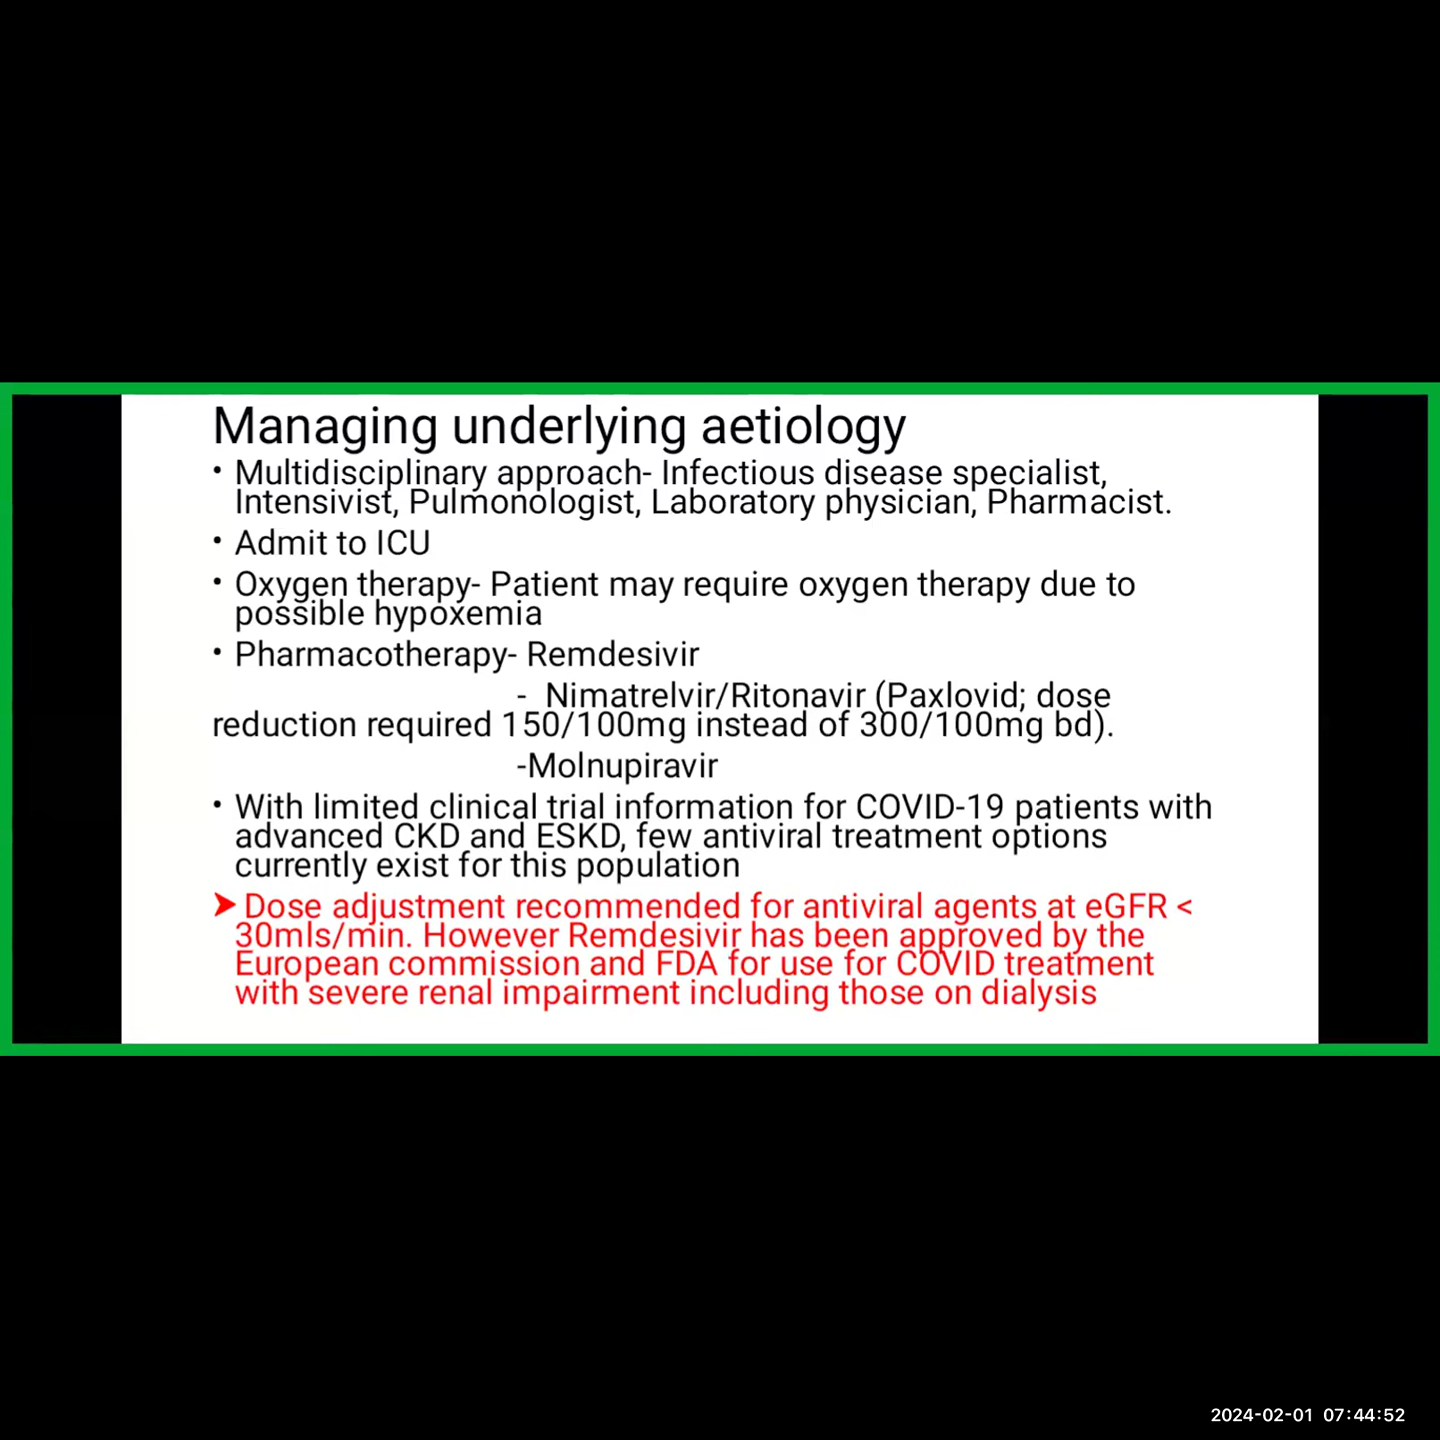 Managing underlying aetiology
• Multidisciplinary approach- Infectious disease specialist,
Intensivist, Pulmonologist, Laboratory physician, Pharmacist.
• Admit to ICU
• Oxygen therapy- Patient may require oxygen therapy due to
possible hypoxemia
• Pharmacotherapy- Remdesivir
- Nimatrelvir/Ritonavir (Paxlovid; dose
reduction required 150/100mg instead of 300/100mg bd).
-Molnupiravir
• With limited clinical trial information for COVID-19 patients with
advanced CKD and ESKD, few antiviral treatment options
currently exist for this population
➤ Dose adjustment recommended for antiviral agents at eGFR <
30mls/min. However Remdesivir has been approved by the
European commission and FDA for use for COVID treatment
with severe renal impairment including those on dialysis
2024-02-01 07:44:52